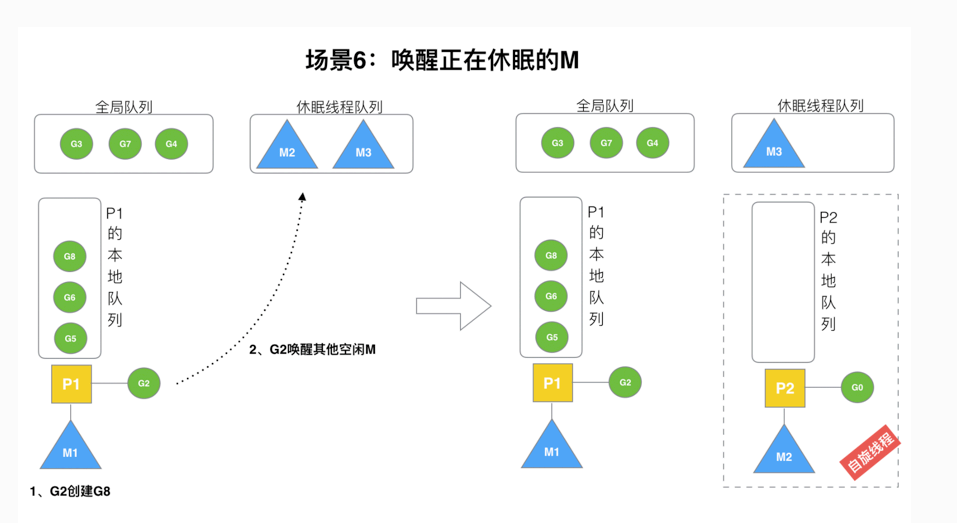 场景6：唤醒正在休眠的M
全局队列
休眠线程队列
G3 G7 G4
M2 M3
P1的本地队列
G8
G6
G5
P1
G2
M1
1、G2创建G8
2、G2唤醒其他空闲M
全局队列
休眠线程队列
G3 G7 G4
M3
P1的本地队列
G8
G6
G5
P1
G2
M1
P2的本地队列
P2
G0
M2
自旋线程